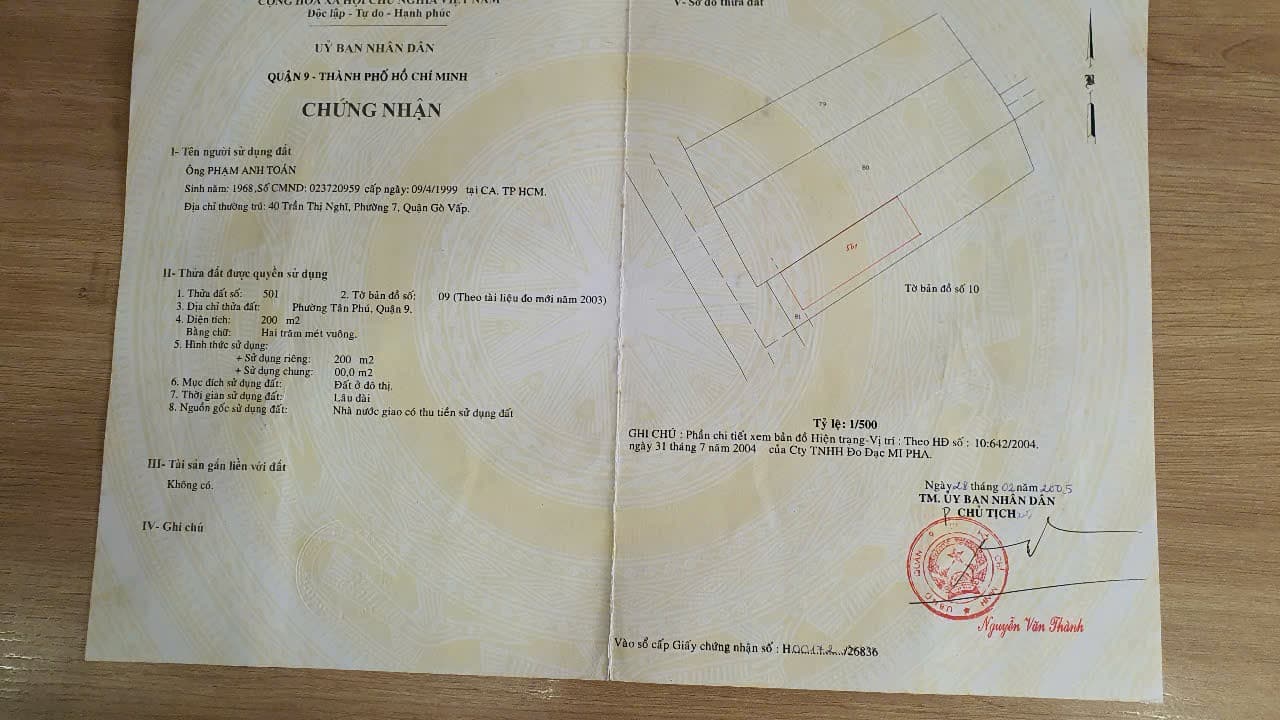 CỘNG HÒA XÃ HỘI CHỦ NGHĨA VIỆT NAM
Độc lập - Tự do - Hạnh phúc
UỶ BAN NHÂN DÂN
QUẬN 9 - THÀNH PHỐ HỒ CHÍ MINH
CHỨNG NHẬN
I- Tên người sử dụng đất
Ông PHẠM ANH TOÁN
Sinh năm: 1968,Số CMND: 023720959 cấp ngày: 09/4/1999 tại CA. TP HCM.
Địa chỉ thường trú: 40 Trần Thị Nghĩ, Phường 7, Quận Gò Vấp.
II- Thửa đất được quyền sử dụng
1. Thửa đất số: 501 2. Tờ bản đồ số: 09 (Theo tài liệu đo mới năm 2003)
3. Địa chỉ thửa đất: Phường Tân Phú, Quận 9.
4. Diện tích: 200 m2
Bằng chữ: Hai trăm mét vuông.
5. Hình thức sử dụng:
+ Sử dụng riêng: 200 m2
+ Sử dụng chung: 00,0 m2
6. Mục đích sử dụng đất: Đất ở đô thị.
7. Thời gian sử dụng đất: Lâu dài
8. Nguồn gốc sử dụng đất: Nhà nước giao có thu tiền sử dụng đất
III- Tài sản gắn liền với đất
Không có.
IV- Ghi chú
V- Sơ đồ thửa đất
B
79
80
501
81
Tờ bản đồ số 10
Tỷ lệ: 1/500
GHI CHÚ : Phần chi tiết xem bản đồ Hiện trạng-Vị trí : Theo HĐ số : 10:642/2004.
ngày 31 tháng 7 năm 2004 của Cty TNHH Đo Đạc MI PHA.
Ngày 28 tháng 02 năm 2005
TM. ỦY BAN NHÂN DÂN
P CHỦ TỊCH
Nguyễn Văn Thành
Vào sổ cấp Giấy chứng nhận số : H.00178.../26836